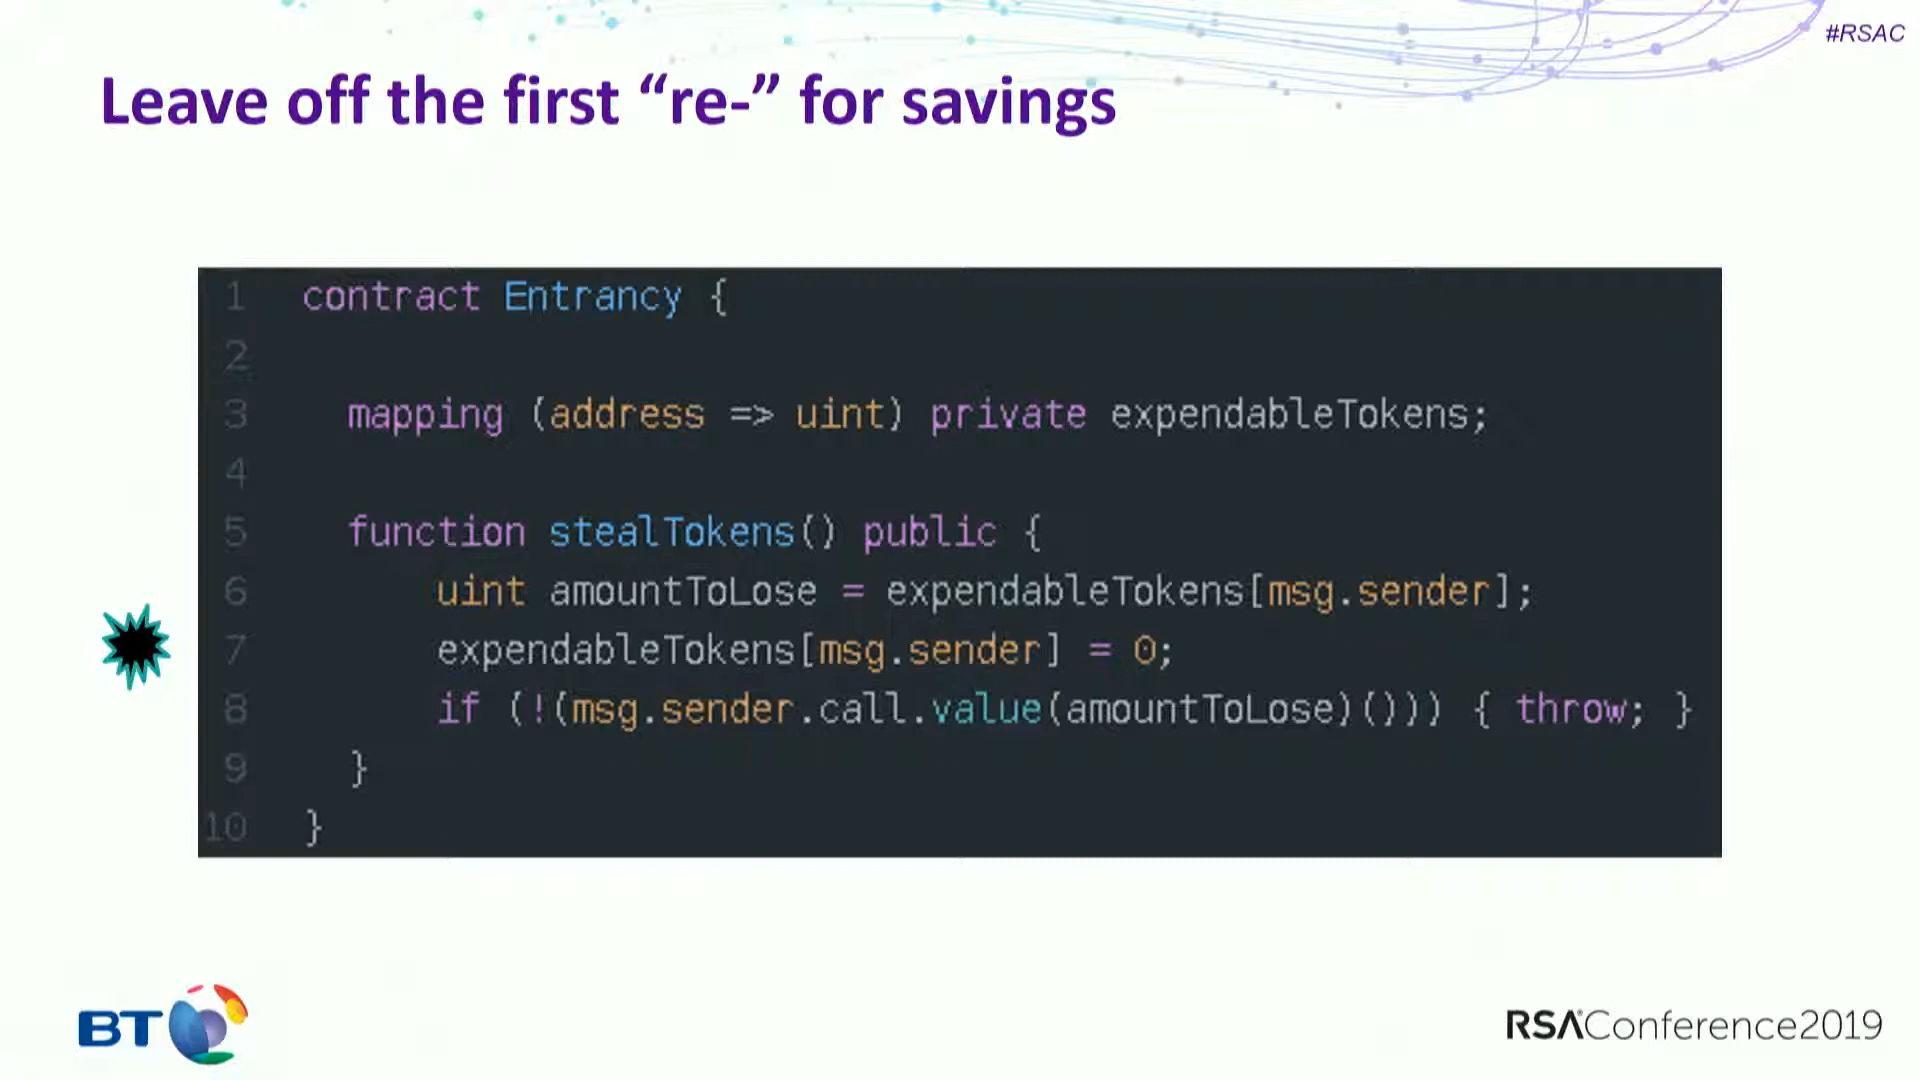 #RSAC
Leave off the first “re-” for savings
1 contract Entrancy {
2
3 mapping (address => uint) private expendableTokens;
4
5 function stealTokens() public {
6 uint amountToLose = expendableTokens[msg.sender];
7 expendableTokens[msg.sender] = 0;
8 if (!(msg.sender.call.value(amountToLose)())) { throw; }
9 }
10 }
BT
RSAConference2019